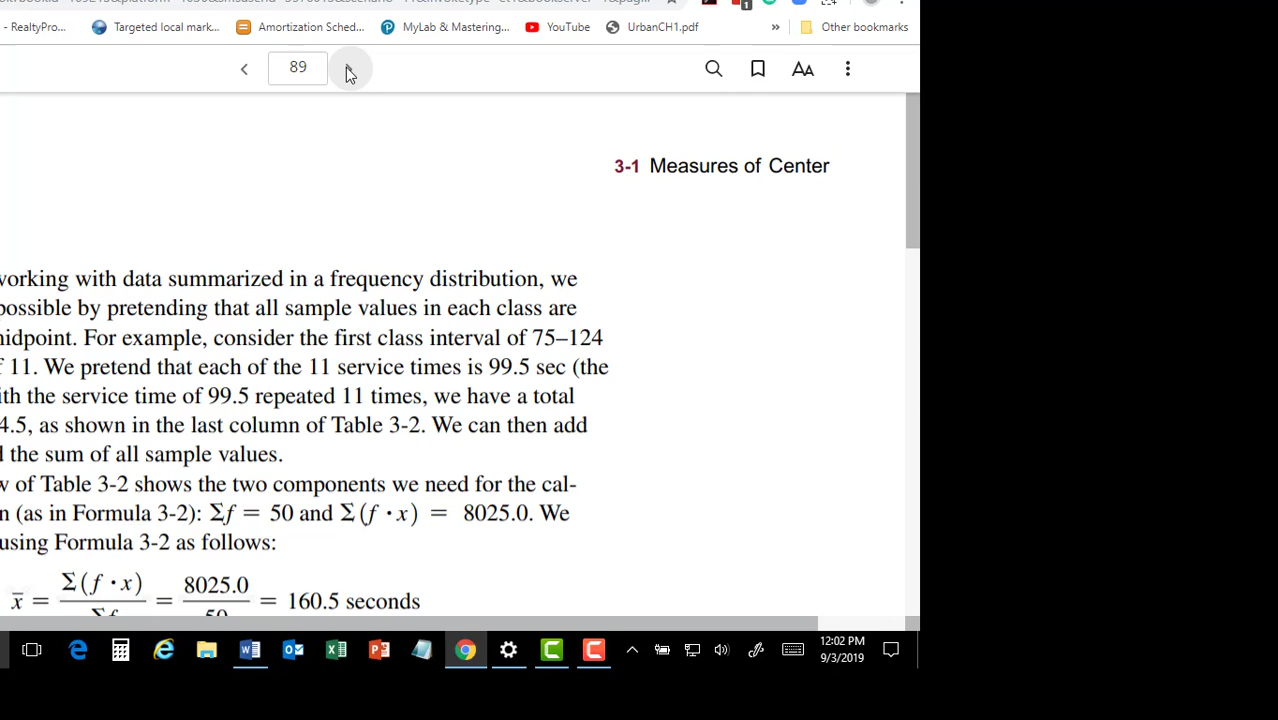 - RealtyPro...
Targeted local mark...
Amortization Sched...
MyLab & Mastering...
YouTube
UrbanCH1.pdf
»
Other bookmarks
89
3-1 Measures of Center
working with data summarized in a frequency distribution, we
possible by pretending that all sample values in each class are
midpoint. For example, consider the first class interval of 75–124
f 11. We pretend that each of the 11 service times is 99.5 sec (the
ith the service time of 99.5 repeated 11 times, we have a total
4.5, as shown in the last column of Table 3-2. We can then add
d the sum of all sample values.
w of Table 3-2 shows the two components we need for the cal-
n (as in Formula 3-2): Σf = 50 and Σ(f · x) = 8025.0. We
using Formula 3-2 as follows:
x̄ = Σ(f · x) / Σf = 8025.0 / 50 = 160.5 seconds
12:02 PM
9/3/2019